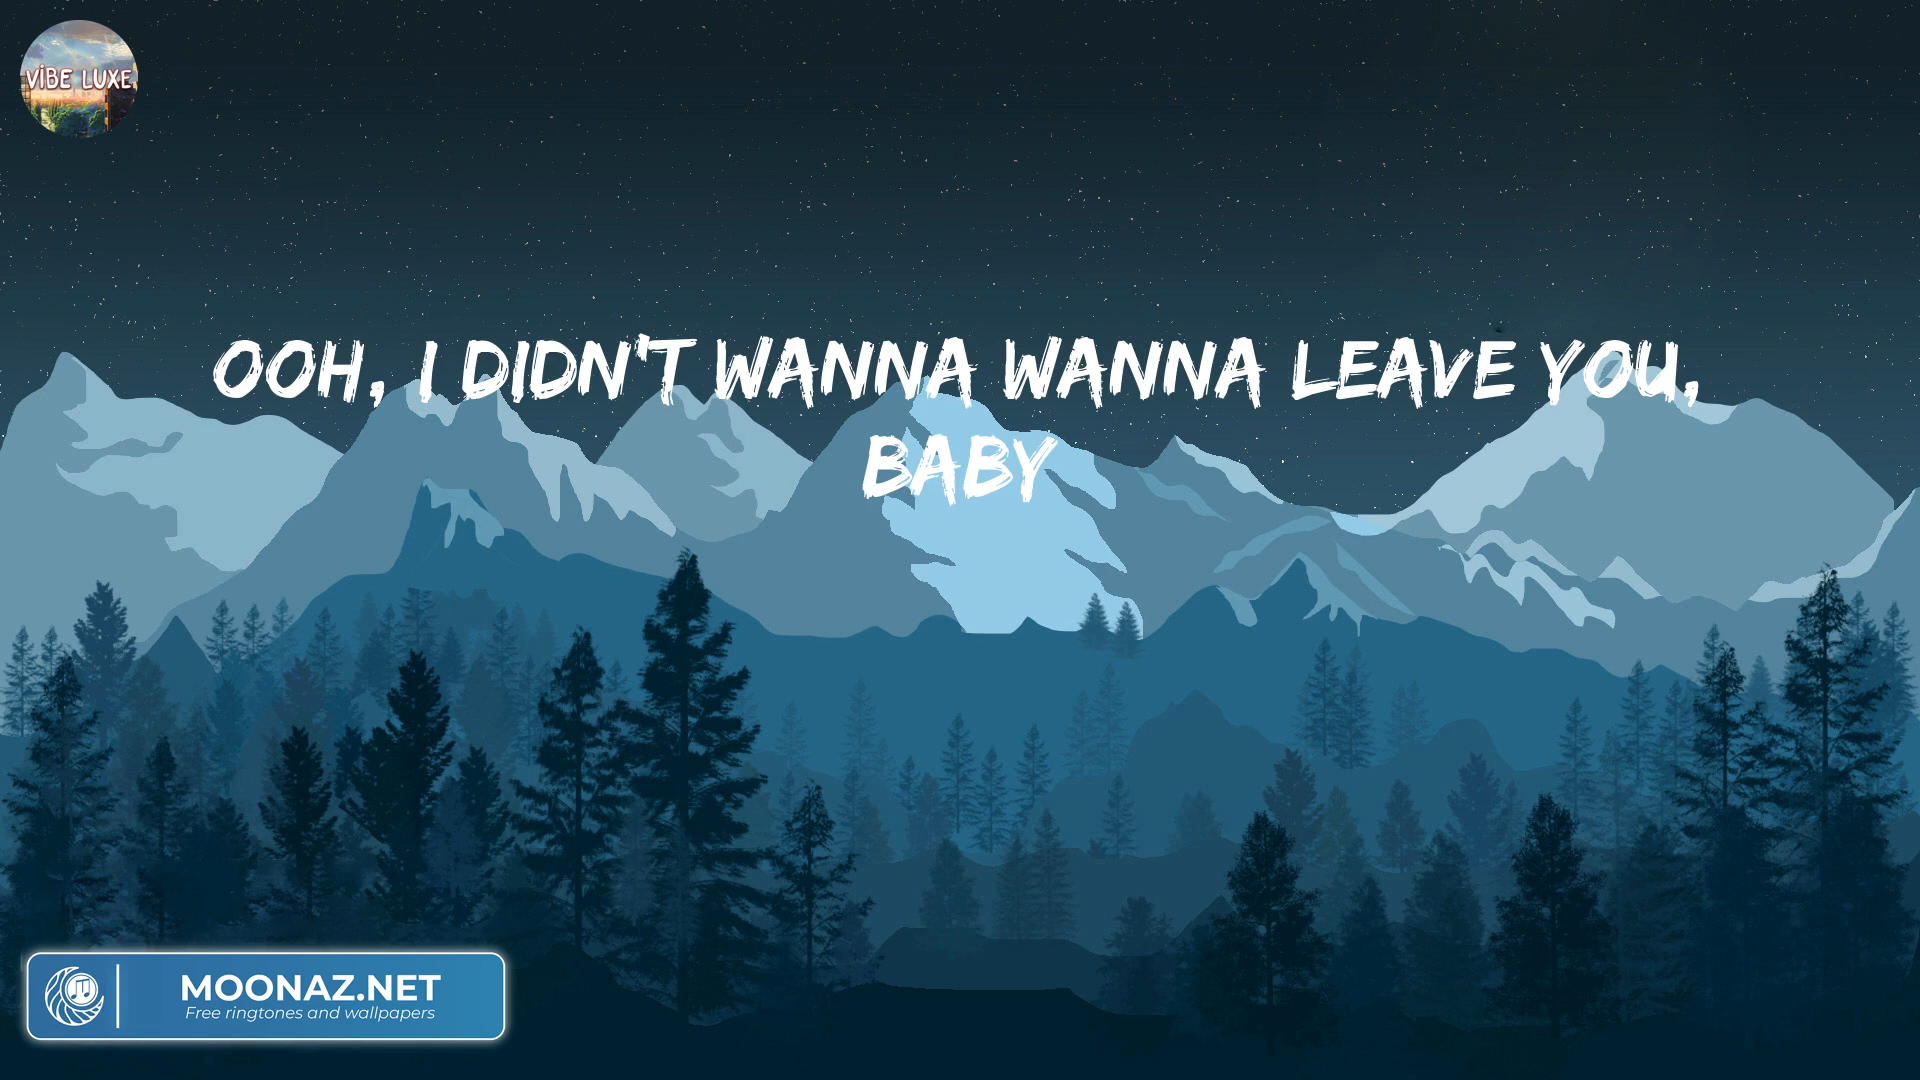 VIBE LUXE
OOH, I DIDN'T WANNA WANNA LEAVE YOU,
BABY
MOONAZ.NET
Free ringtones and wallpapers